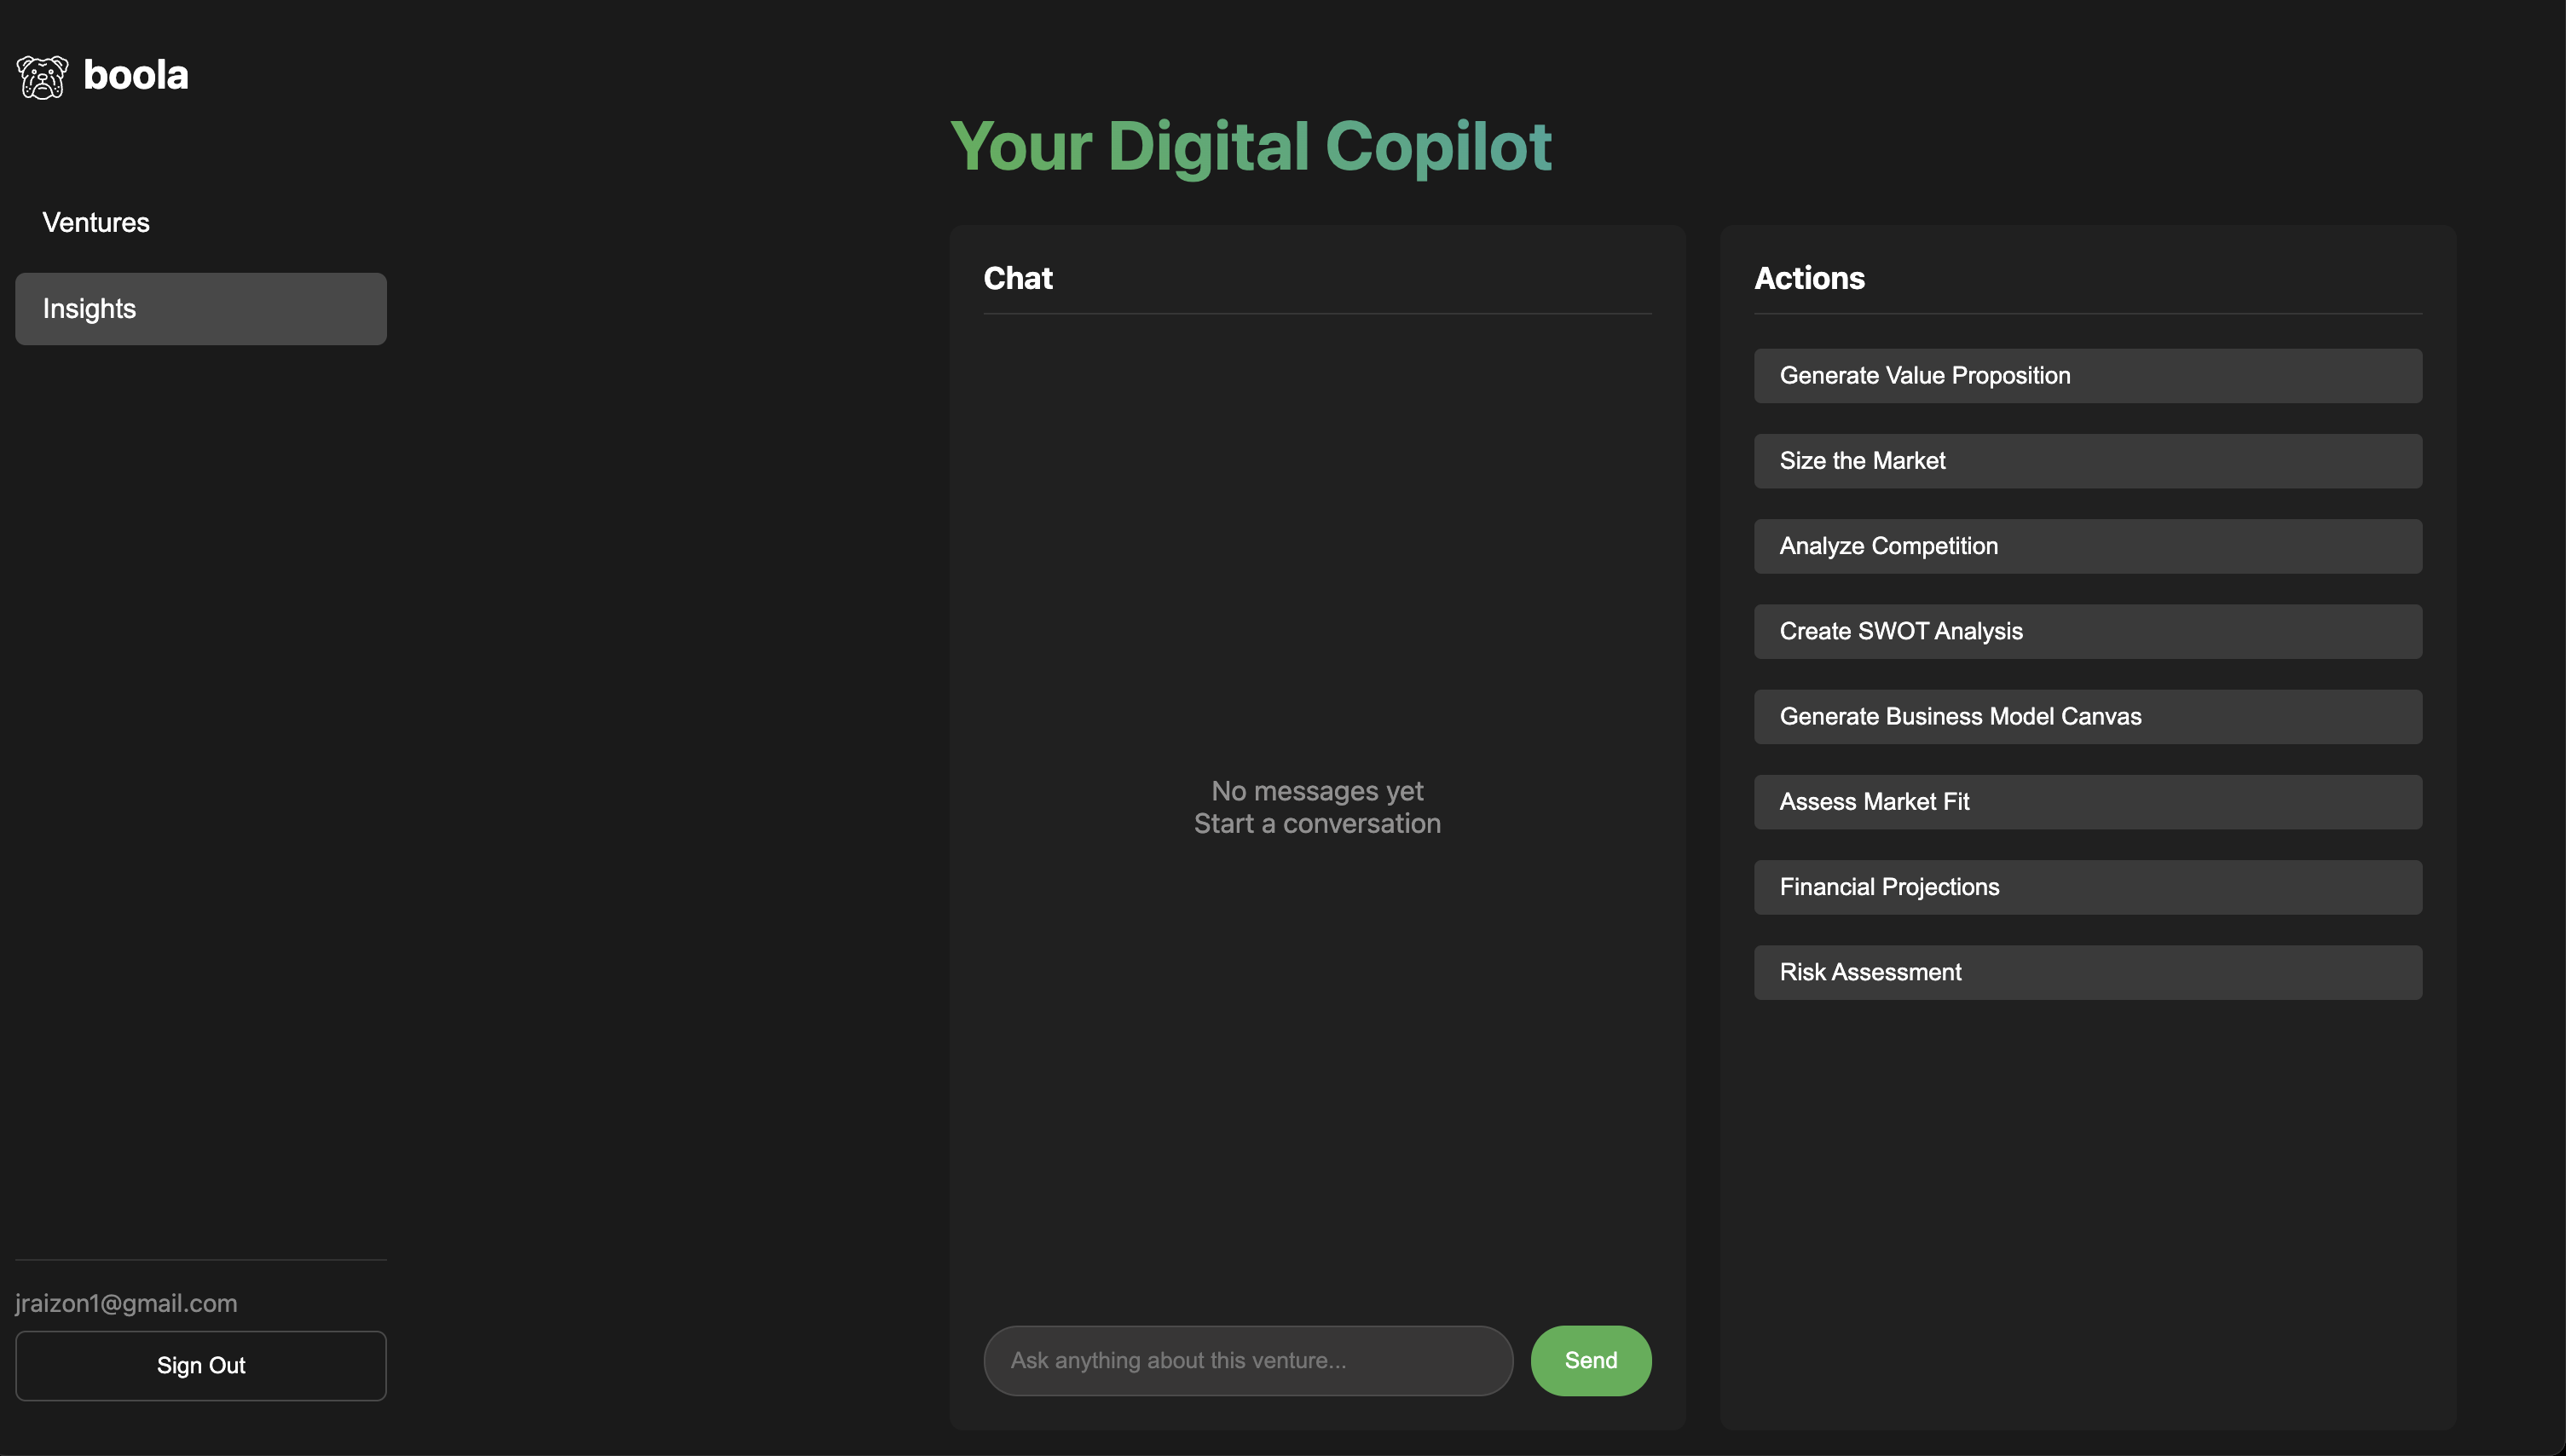 boola
Ventures
Insights
jraizon1@gmail.com
Sign Out
Your Digital Copilot
Chat
No messages yet
Start a conversation
Ask anything about this venture...
Send
Actions
Generate Value Proposition
Size the Market
Analyze Competition
Create SWOT Analysis
Generate Business Model Canvas
Assess Market Fit
Financial Projections
Risk Assessment